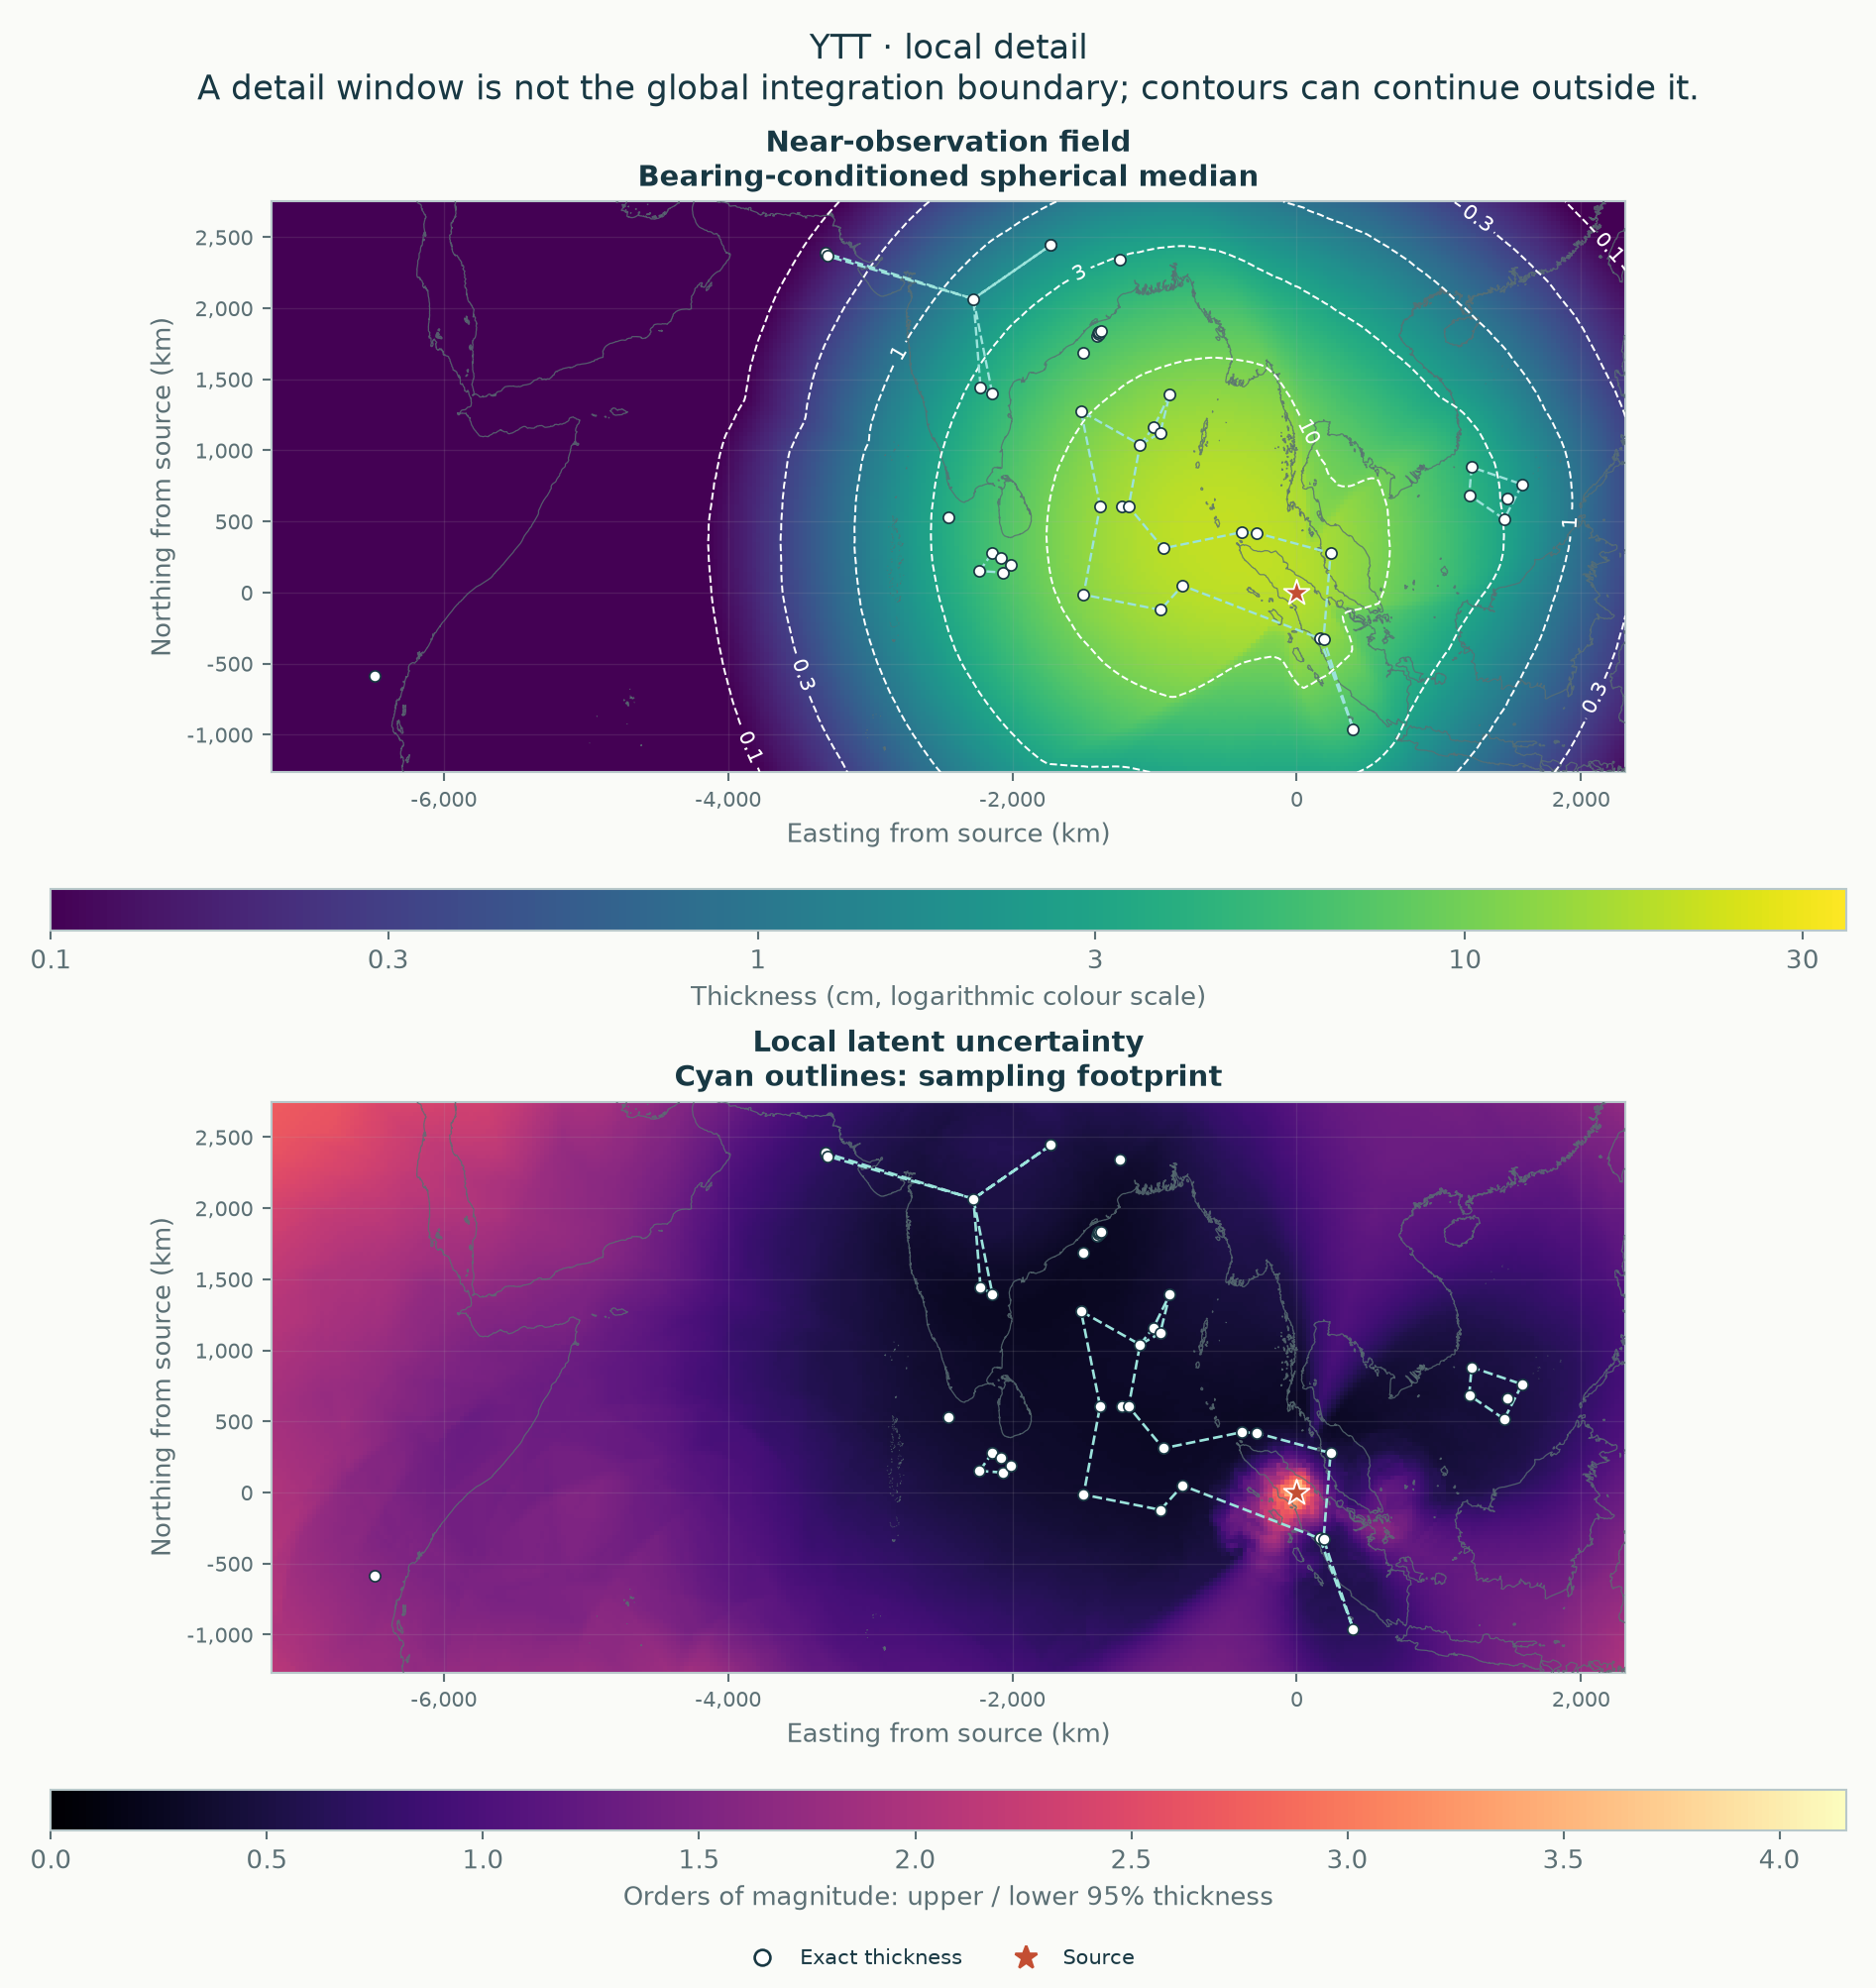 YTT · local detail
A detail window is not the global integration boundary; contours can continue outside it.
Near-observation field
Bearing-conditioned spherical median
2,500
2,000
1,500
1,000
500
0
-500
-1,000
Northing from source (km)
0.3
0.1
3
1
10
1
0.3
0.3
0.1
-6,000 -4,000 -2,000 0 2,000
Easting from source (km)
0.1 0.3 1 3 10 30
Thickness (cm, logarithmic colour scale)
Local latent uncertainty
Cyan outlines: sampling footprint
2,500
2,000
1,500
1,000
500
0
-500
-1,000
Northing from source (km)
-6,000 -4,000 -2,000 0 2,000
Easting from source (km)
0.0 0.5 1.0 1.5 2.0 2.5 3.0 3.5 4.0
Orders of magnitude: upper / lower 95% thickness
Exact thickness Source